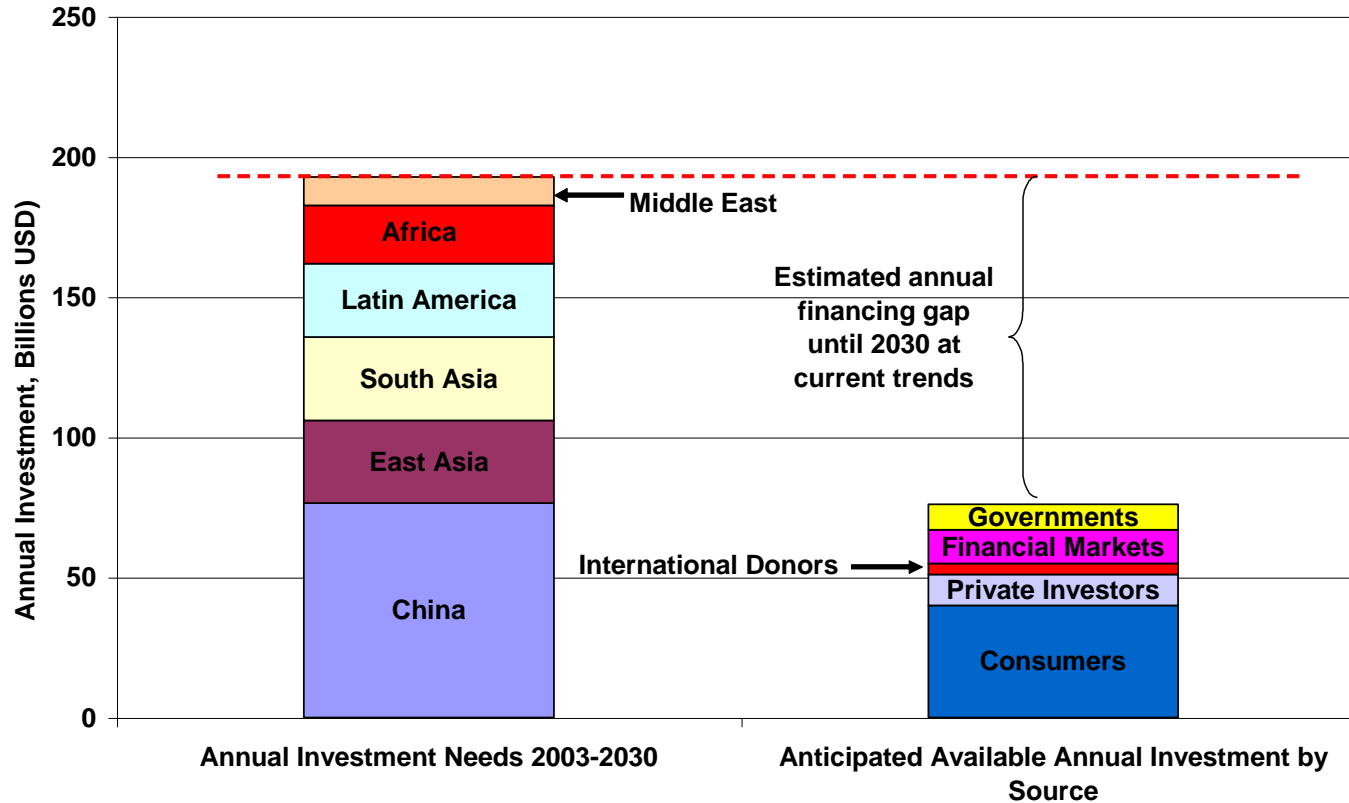 250
200
150
100
50
0
Annual Investment, Billions USD)
Middle East
Africa
Latin America
South Asia
East Asia
China
Estimated annual
financing gap
until 2030 at
current trends
Governments
Financial Markets
International Donors
Private Investors
Consumers
Annual Investment Needs 2003-2030
Anticipated Available Annual Investment by
Source